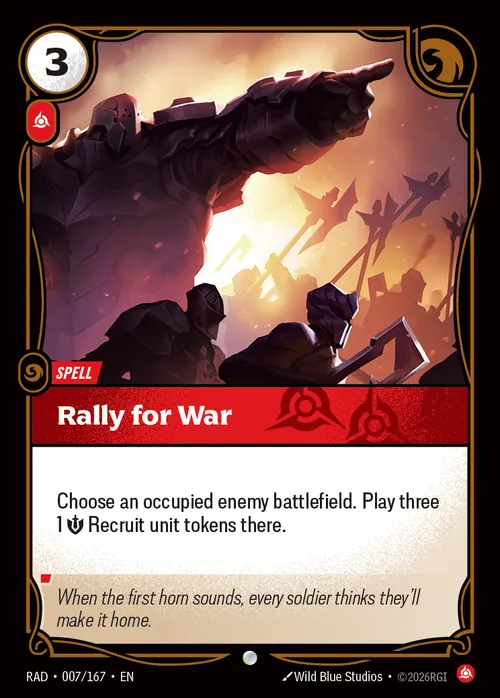 3
SPELL
Rally for War
Choose an occupied enemy battlefield. Play three
1 Recruit unit tokens there.
When the first horn sounds, every soldier thinks they'll
make it home.
RAD • 007/167 • EN
Wild Blue Studios • ©2026RGI